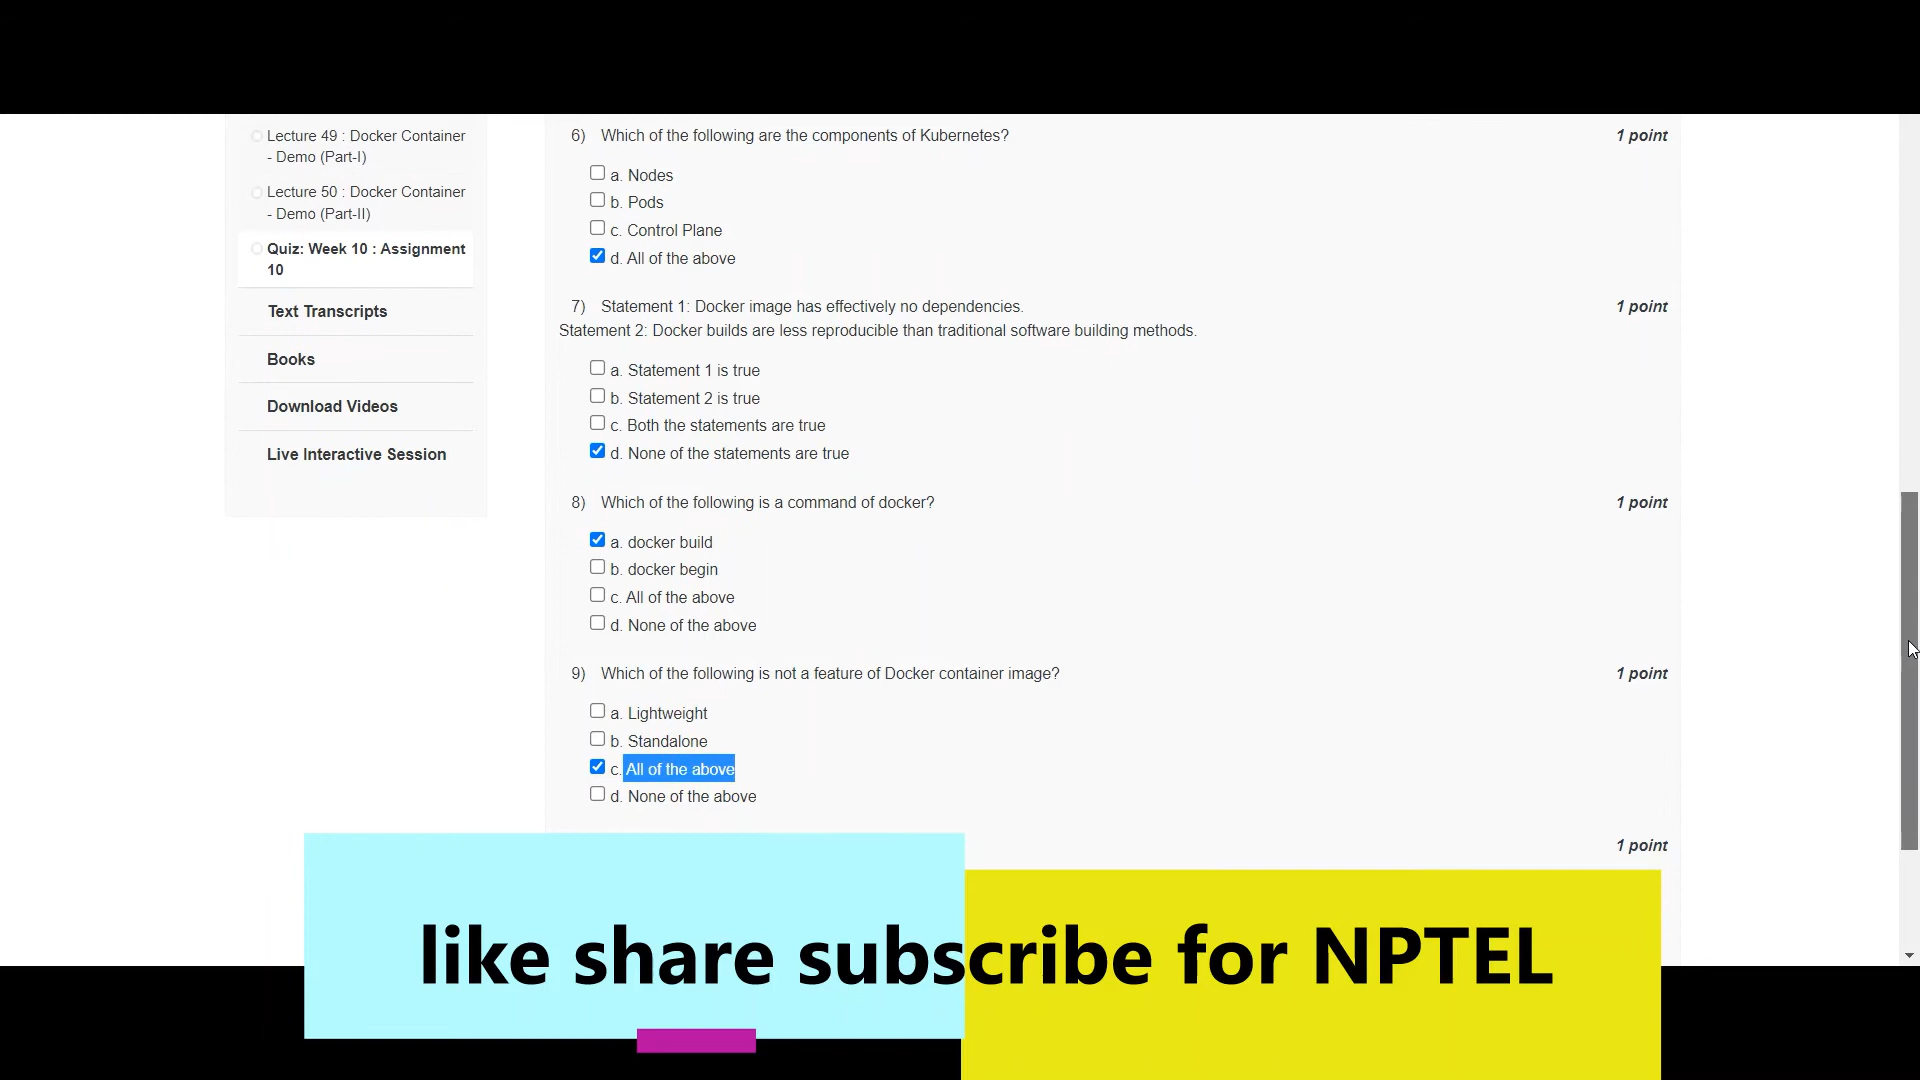 Lecture 49 : Docker Container
- Demo (Part-I)
Lecture 50 : Docker Container
- Demo (Part-II)
Quiz: Week 10 : Assignment
10
Text Transcripts
Books
Download Videos
Live Interactive Session
6) Which of the following are the components of Kubernetes? 1 point
a. Nodes
b. Pods
c. Control Plane
d. All of the above
7) Statement 1: Docker image has effectively no dependencies. 1 point
Statement 2: Docker builds are less reproducible than traditional software building methods.
a. Statement 1 is true
b. Statement 2 is true
c. Both the statements are true
d. None of the statements are true
8) Which of the following is a command of docker? 1 point
a. docker build
b. docker begin
c. All of the above
d. None of the above
9) Which of the following is not a feature of Docker container image? 1 point
a. Lightweight
b. Standalone
c. All of the above
d. None of the above
1 point
like share subscribe for NPTEL